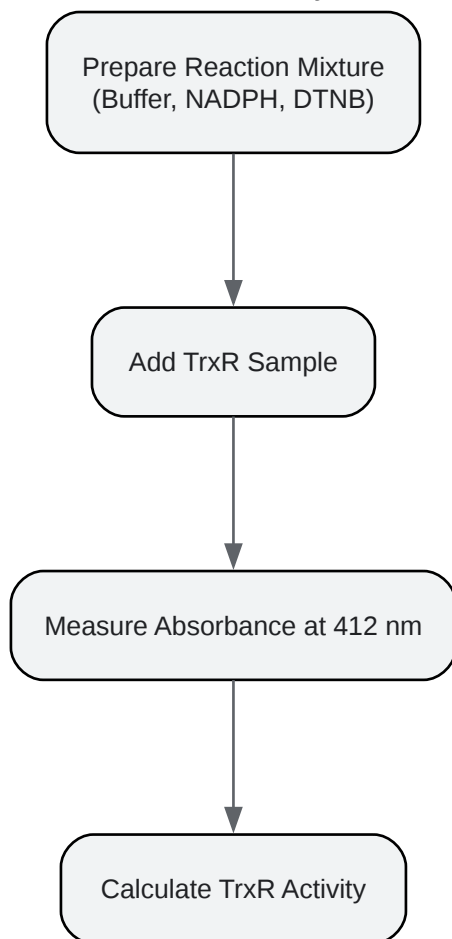 Prepare Reaction Mixture
(Buffer, NADPH, DTNB)
Add TrxR Sample
Measure Absorbance at 412 nm
Calculate TrxR Activity